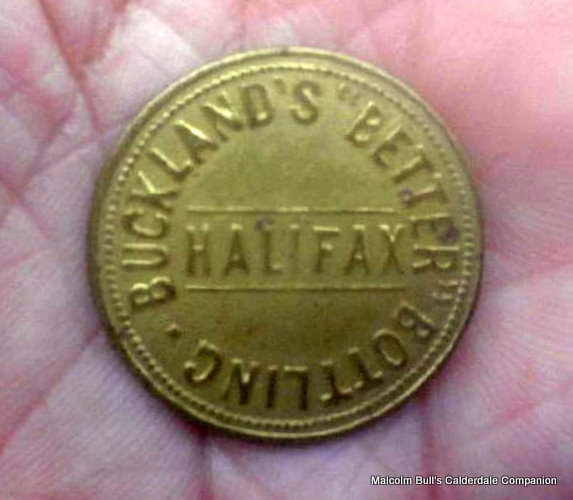 BUCKLAND'S "BETTER" BOTTLING ·
HALIFAX
Malcolm Bull's Calderdale Companion